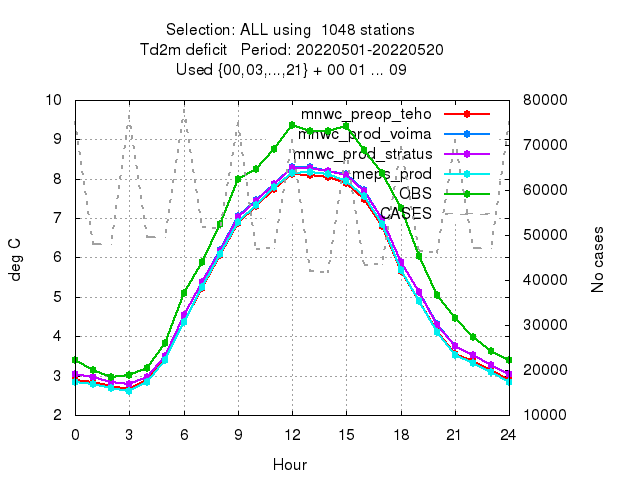 Selection: ALL using  1048 stations
Td2m deficit   Period: 20220501-20220520
Used {00,03,...,21} + 00 01 ... 09
10 80000
mnwc_preop_teho
mnwc_prod_voima
9 70000
mnwc_prod_stratus
8 meps_prod
60000
OBS
7 CASES
50000
6
deg C No cases
40000
5
30000
4
20000
3
2 10000
0 3 6 9 12 15 18 21 24
Hour